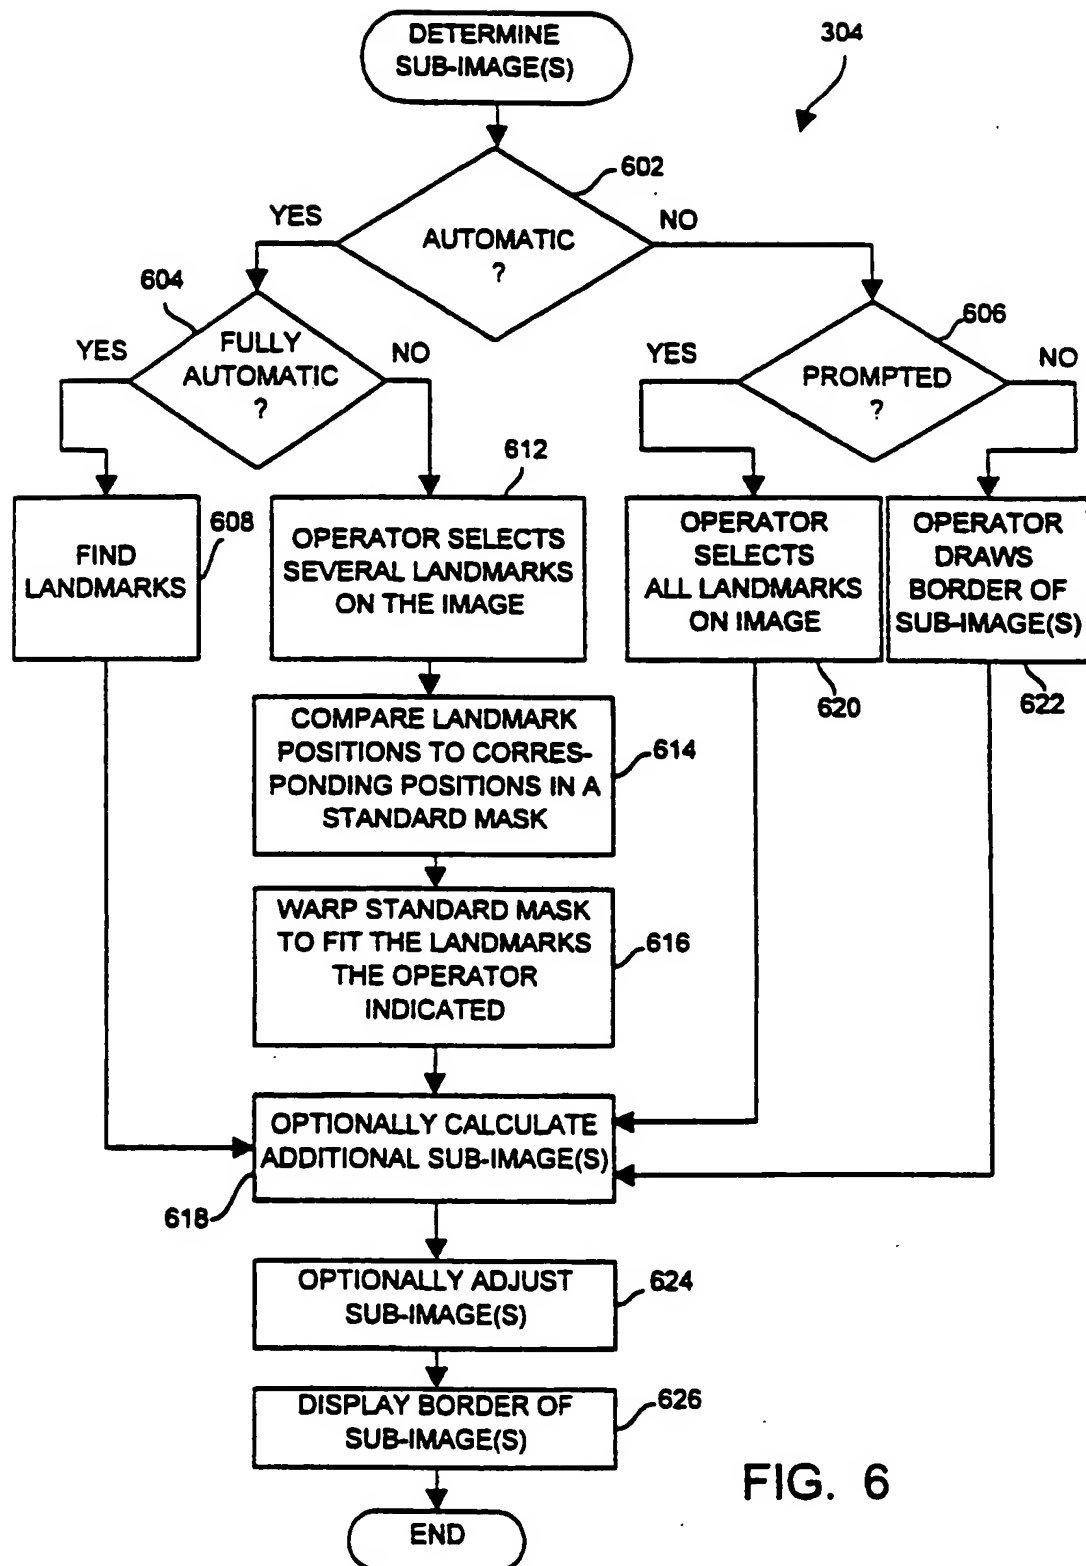 DETERMINE
SUB-IMAGE(S)
304
602
YES
NO
AUTOMATIC
?
604
606
YES
FULLY
AUTOMATIC
?
NO
YES
PROMPTED
?
NO
612
608
FIND
LANDMARKS
OPERATOR SELECTS
SEVERAL LANDMARKS
ON THE IMAGE
OPERATOR
SELECTS
ALL LANDMARKS
ON IMAGE
OPERATOR
DRAWS
BORDER OF
SUB-IMAGE(S)
620
622
COMPARE LANDMARK
POSITIONS TO CORRES-
PONDING POSITIONS IN A
STANDARD MASK
614
WARP STANDARD MASK
TO FIT THE LANDMARKS
THE OPERATOR
INDICATED
616
OPTIONALLY CALCULATE
ADDITIONAL SUB-IMAGE(S)
618
OPTIONALLY ADJUST
SUB-IMAGE(S)
624
DISPLAY BORDER OF
SUB-IMAGE(S)
626
END
FIG. 6